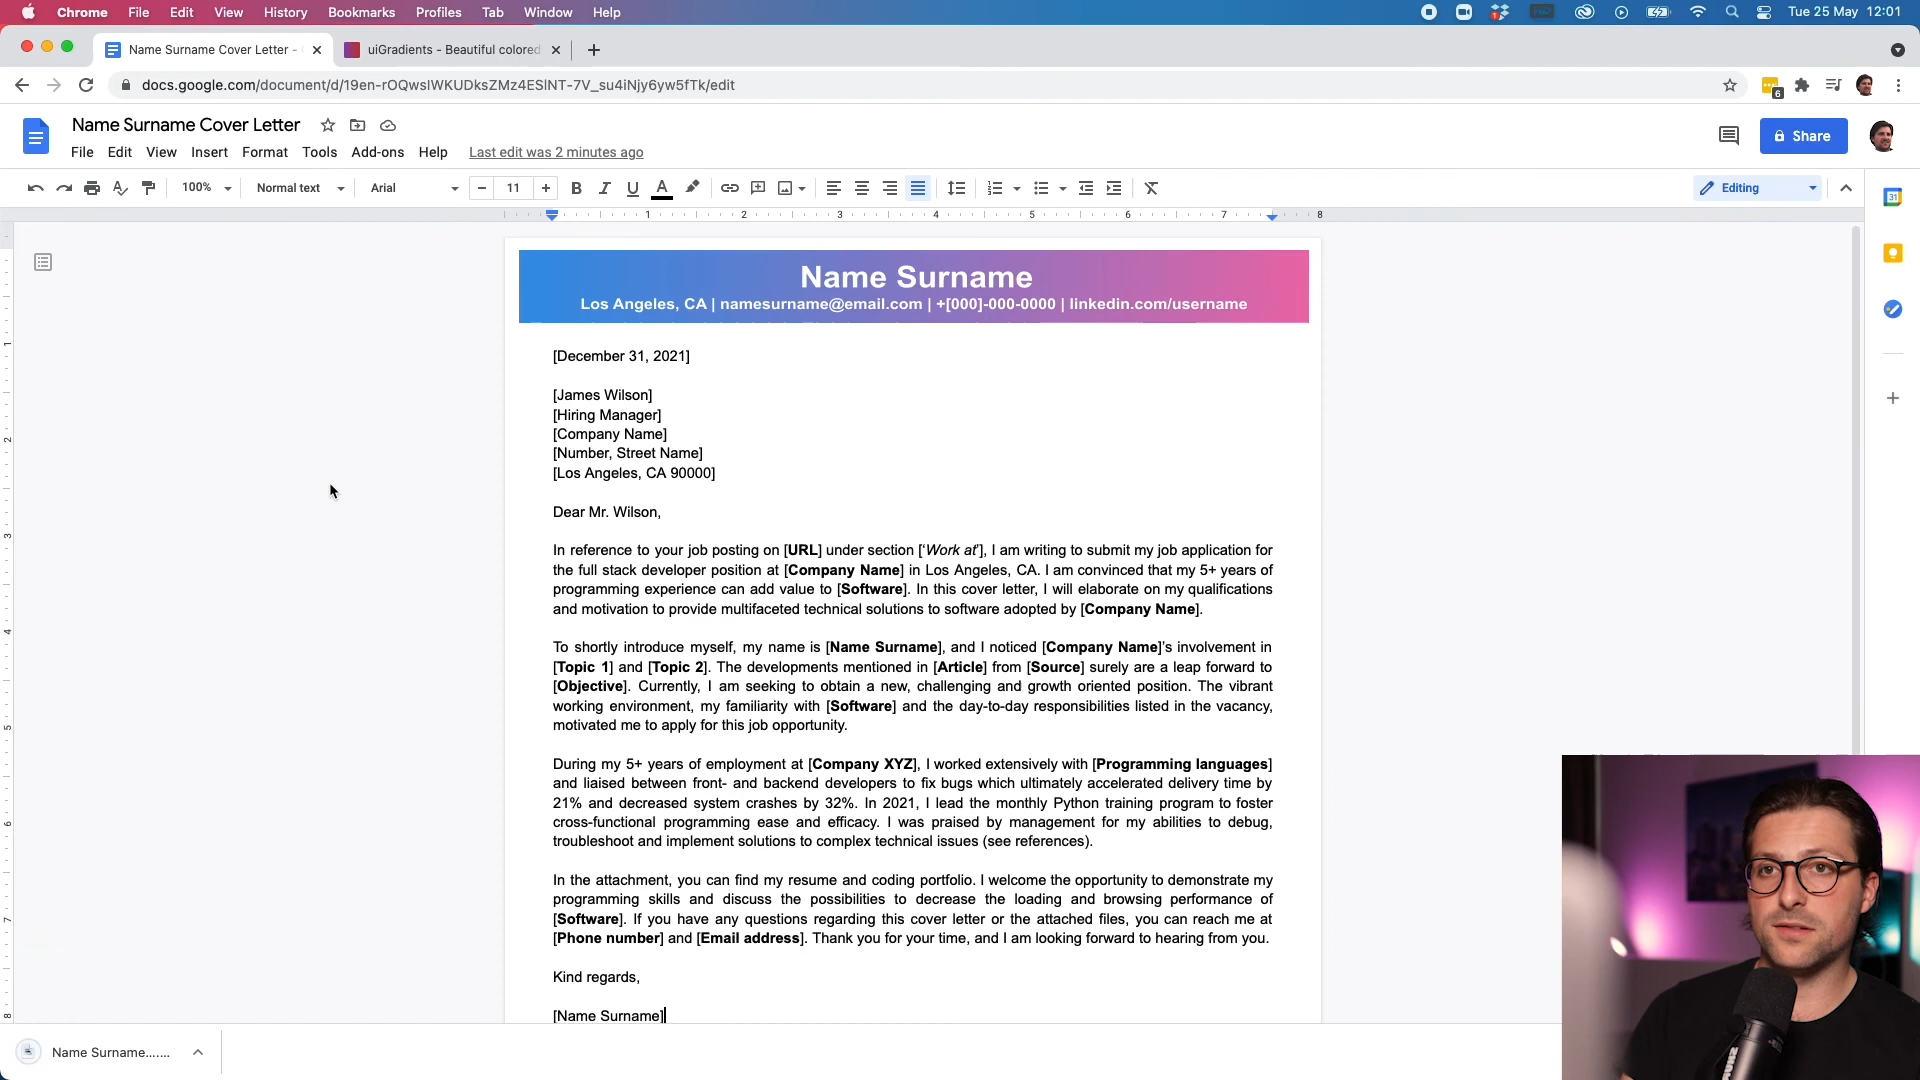 Chrome File Edit View History Bookmarks Profiles Tab Window Help
1
Tue 25 May 12:01
Name Surname Cover Letter -
uiGradients - Beautiful colored
docs.google.com/document/d/19en-rOQwsIWKUDksZMz4ESlNT-7V_su4iNjy6yw5fTk/edit
6
Name Surname Cover Letter
Share
File Edit View Insert Format Tools Add-ons Help Last edit was 2 minutes ago
100% Normal text Arial − 11 + B I U A
Editing
31
1 2 3 4 5 6 7 8
Name Surname
Los Angeles, CA | namesurname@email.com | +[000]-000-0000 | linkedin.com/username
[December 31, 2021]
[James Wilson]
[Hiring Manager]
[Company Name]
[Number, Street Name]
[Los Angeles, CA 90000]
Dear Mr. Wilson,
In reference to your job posting on [URL] under section ['Work at'], I am writing to submit my job application for
the full stack developer position at [Company Name] in Los Angeles, CA. I am convinced that my 5+ years of
programming experience can add value to [Software]. In this cover letter, I will elaborate on my qualifications
and motivation to provide multifaceted technical solutions to software adopted by [Company Name].
To shortly introduce myself, my name is [Name Surname], and I noticed [Company Name]'s involvement in
[Topic 1] and [Topic 2]. The developments mentioned in [Article] from [Source] surely are a leap forward to
[Objective]. Currently, I am seeking to obtain a new, challenging and growth oriented position. The vibrant
working environment, my familiarity with [Software] and the day-to-day responsibilities listed in the vacancy,
motivated me to apply for this job opportunity.
During my 5+ years of employment at [Company XYZ], I worked extensively with [Programming languages]
and liaised between front- and backend developers to fix bugs which ultimately accelerated delivery time by
21% and decreased system crashes by 32%. In 2021, I lead the monthly Python training program to foster
cross-functional programming ease and efficacy. I was praised by management for my abilities to debug,
troubleshoot and implement solutions to complex technical issues (see references).
In the attachment, you can find my resume and coding portfolio. I welcome the opportunity to demonstrate my
programming skills and discuss the possibilities to decrease the loading and browsing performance of
[Software]. If you have any questions regarding this cover letter or the attached files, you can reach me at
[Phone number] and [Email address]. Thank you for your time, and I am looking forward to hearing from you.
Kind regards,
[Name Surname]
1
2
3
4
5
6
7
8
Name Surname......